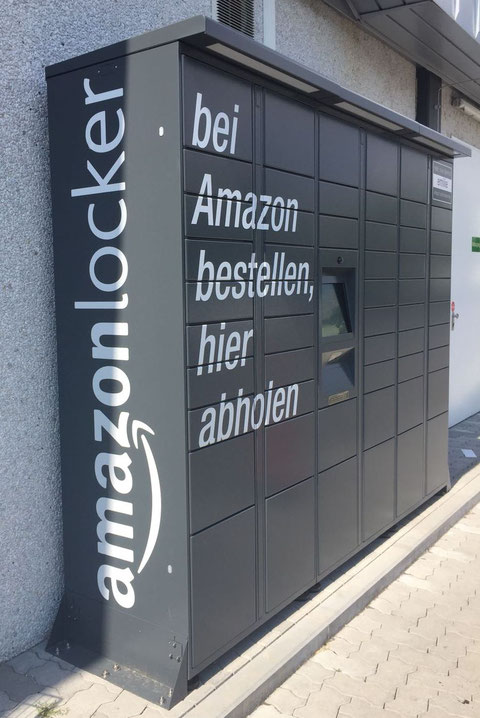 amazonlocker
bei
Amazon
bestellen,
hier
abholen